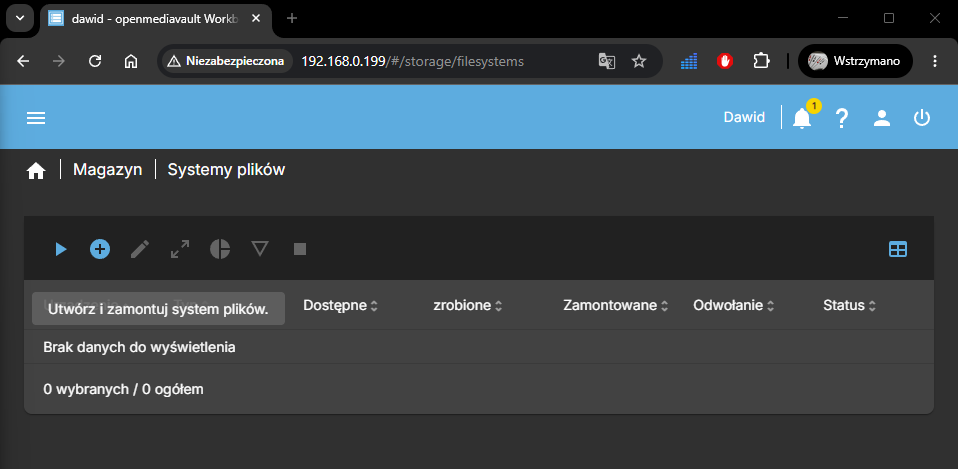 dawid - openmediavault Workb
Niezabezpieczona
192.168.0.199/#/storage/filesystems
Wstrzymano
Dawid
1
Magazyn
Systemy plików
Utwórz i zamontuj system plików.
Dostępne
zrobione
Zamontowane
Odwołanie
Status
Brak danych do wyświetlenia
0 wybranych / 0 ogółem